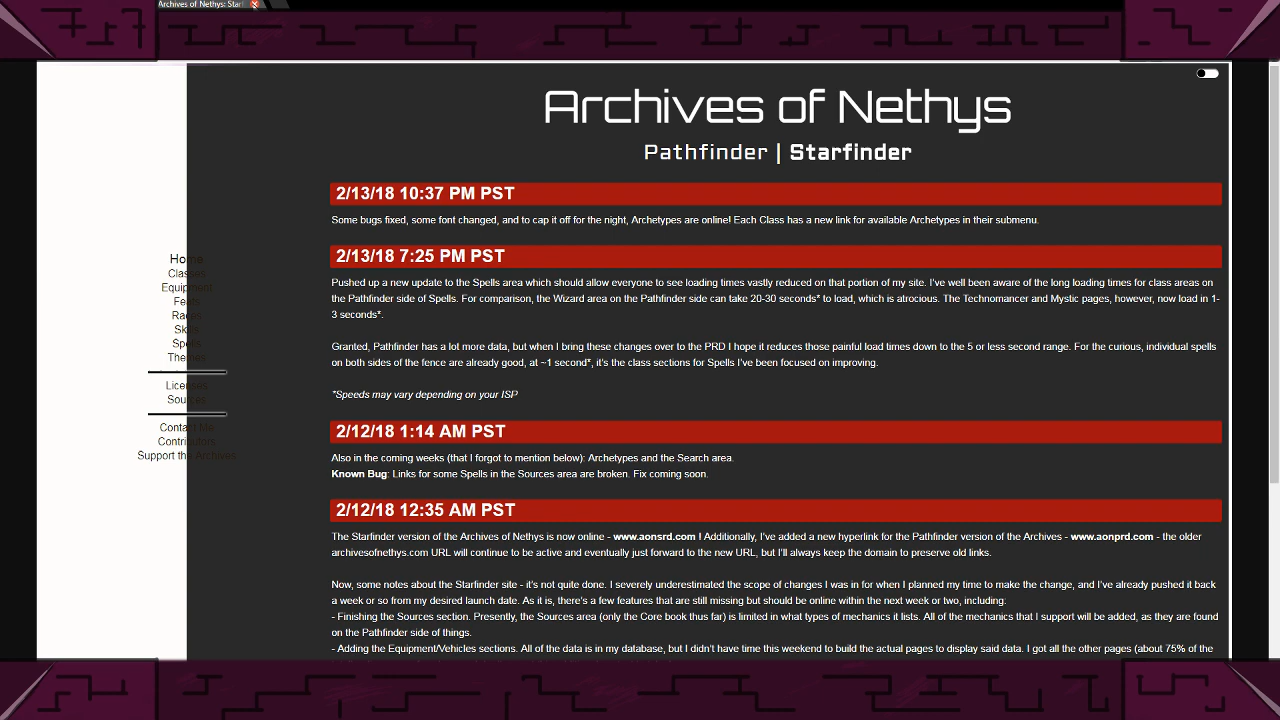 Archives of Nethys: Star
Archives of Nethys
Pathfinder | Starfinder
2/13/18 10:37 PM PST
Some bugs fixed, some font changed, and to cap it off for the night, Archetypes are online! Each Class has a new link for available Archetypes in their submenu.
2/13/18 7:25 PM PST
Pushed up a new update to the Spells area which should allow everyone to see loading times vastly reduced on that portion of my site. I've well been aware of the long loading times for class areas on
the Pathfinder side of Spells. For comparison, the Wizard area on the Pathfinder side can take 20-30 seconds* to load, which is atrocious. The Technomancer and Mystic pages, however, now load in 1-
3 seconds*.
Granted, Pathfinder has a lot more data, but when I bring these changes over to the PRD I hope it reduces those painful load times down to the 5 or less second range. For the curious, individual spells
on both sides of the fence are already good, at ~1 second*, it's the class sections for Spells I've been focused on improving.
*Speeds may vary depending on your ISP
2/12/18 1:14 AM PST
Also in the coming weeks (that I forgot to mention below): Archetypes and the Search area.
Known Bug: Links for some Spells in the Sources area are broken. Fix coming soon.
2/12/18 12:35 AM PST
The Starfinder version of the Archives of Nethys is now online - www.aonsrd.com ! Additionally, I've added a new hyperlink for the Pathfinder version of the Archives - www.aonprd.com - the older
archivesofnethys.com URL will continue to be active and eventually just forward to the new URL, but I'll always keep the domain to preserve old links.
Now, some notes about the Starfinder site - it's not quite done. I severely underestimated the scope of changes I was in for when I planned my time to make the change, and I've already pushed it back
a week or so from my desired launch date. As it is, there's a few features that are still missing but should be online within the next week or two, including:
- Finishing the Sources section. Presently, the Sources area (only the Core book thus far) is limited in what types of mechanics it lists. All of the mechanics that I support will be added, as they are found
on the Pathfinder side of things.
- Adding the Equipment/Vehicles sections. All of the data is in my database, but I didn't have time this weekend to build the actual pages to display said data. I got all the other pages (about 75% of the
Home
Classes
Equipment
Feats
Races
Skills
Spells
Themes
Licenses
Sources
Contact Me
Contributors
Support the Archives